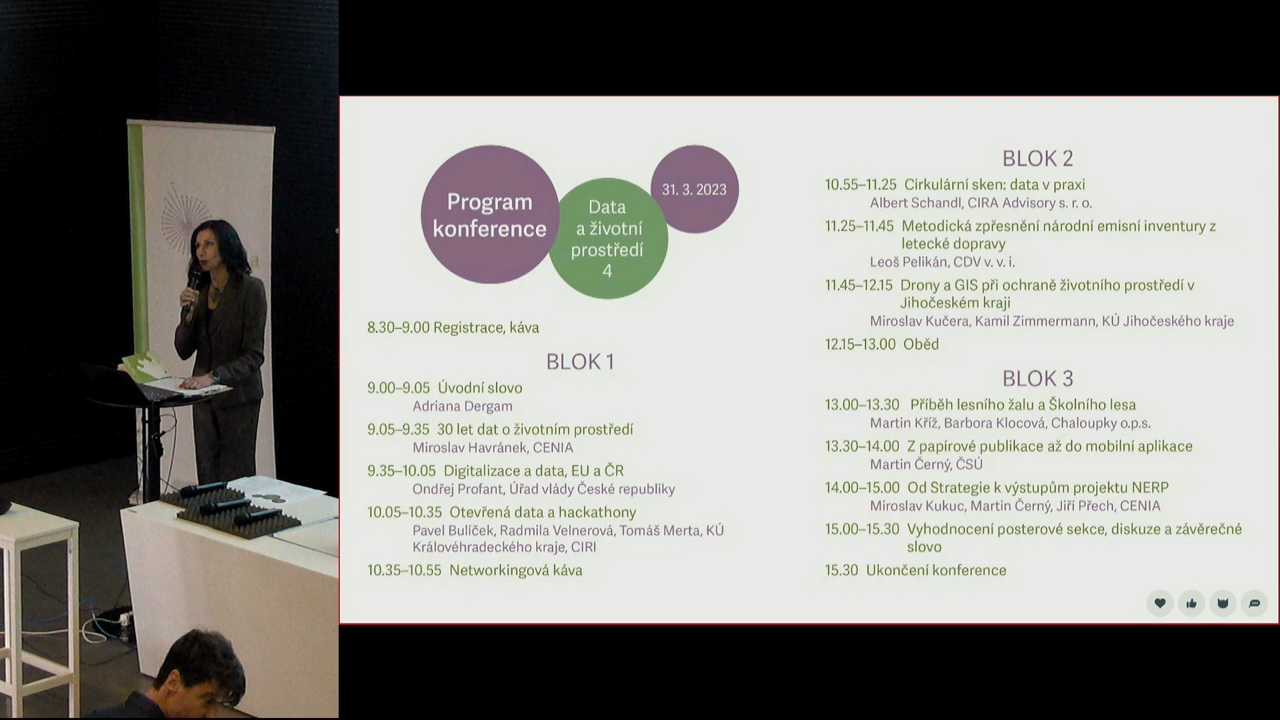 Program
konference
Data
a životní
prostředí
4
31. 3. 2023
8.30–9.00 Registrace, káva
BLOK 1
9.00–9.05 Úvodní slovo
Adriana Dergam
9.05–9.35 30 let dat o životním prostředí
Miroslav Havránek, CENIA
9.35–10.05 Digitalizace a data, EU a ČR
Ondřej Profant, Úřad vlády České republiky
10.05–10.35 Otevřená data a hackathony
Pavel Bulíček, Radmila Velnerová, Tomáš Merta, KÚ
Královéhradeckého kraje, CIRI
10.35–10.55 Networkingová káva
BLOK 2
10.55–11.25 Cirkulární sken: data v praxi
Albert Schandl, CIRA Advisory s. r. o.
11.25–11.45 Metodická zpřesnění národní emisní inventury z
letecké dopravy
Leoš Pelikán, CDV v. v. i.
11.45–12.15 Drony a GIS při ochraně životního prostředí v
Jihočeském kraji
Miroslav Kučera, Kamil Zimmermann, KÚ Jihočeského kraje
12.15–13.00 Oběd
BLOK 3
13.00–13.30 Příběh lesního žalu a Školního lesa
Martin Kříž, Barbora Klocová, Chaloupky o.p.s.
13.30–14.00 Z papírové publikace až do mobilní aplikace
Martin Černý, ČSÚ
14.00–15.00 Od Strategie k výstupům projektu NERP
Miroslav Kukuc, Martin Černý, Jiří Přech, CENIA
15.00–15.30 Vyhodnocení posterové sekce, diskuze a závěrečné
slovo
15.30 Ukončení konference